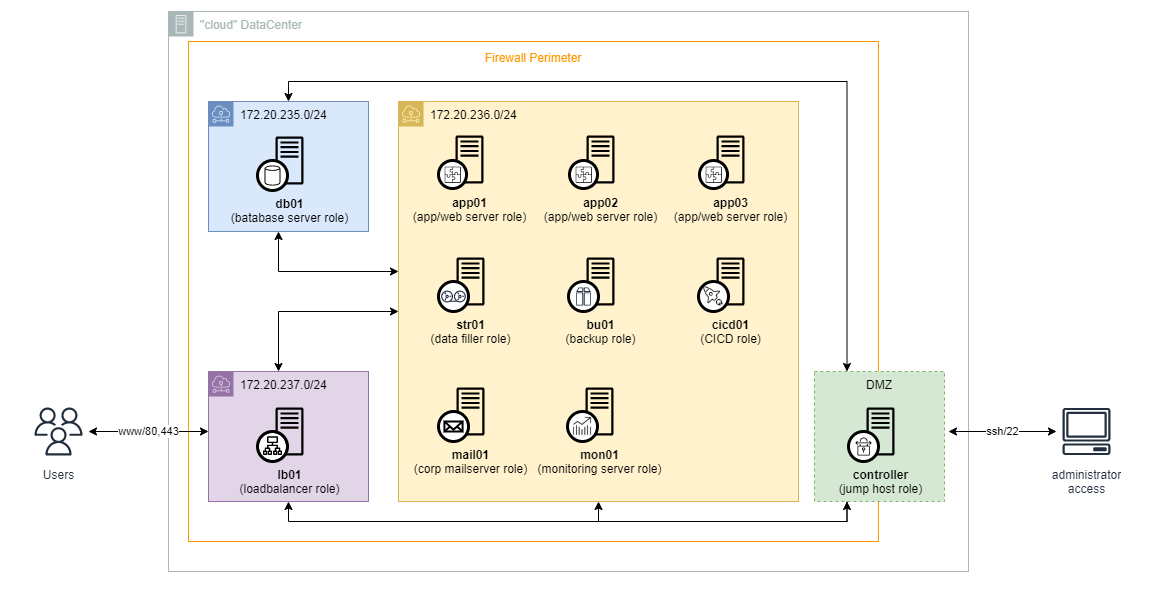 "cloud" DataCenter
Firewall Perimeter
172.20.235.0/24
db01
(batabase server role)
172.20.236.0/24
app01
(app/web server role)
app02
(app/web server role)
app03
(app/web server role)
str01
(data filler role)
bu01
(backup role)
cicd01
(CICD role)
mail01
(corp mailserver role)
mon01
(monitoring server role)
172.20.237.0/24
lb01
(loadbalancer role)
DMZ
controller
(jump host role)
www/80,443
Users
ssh/22
administrator
access